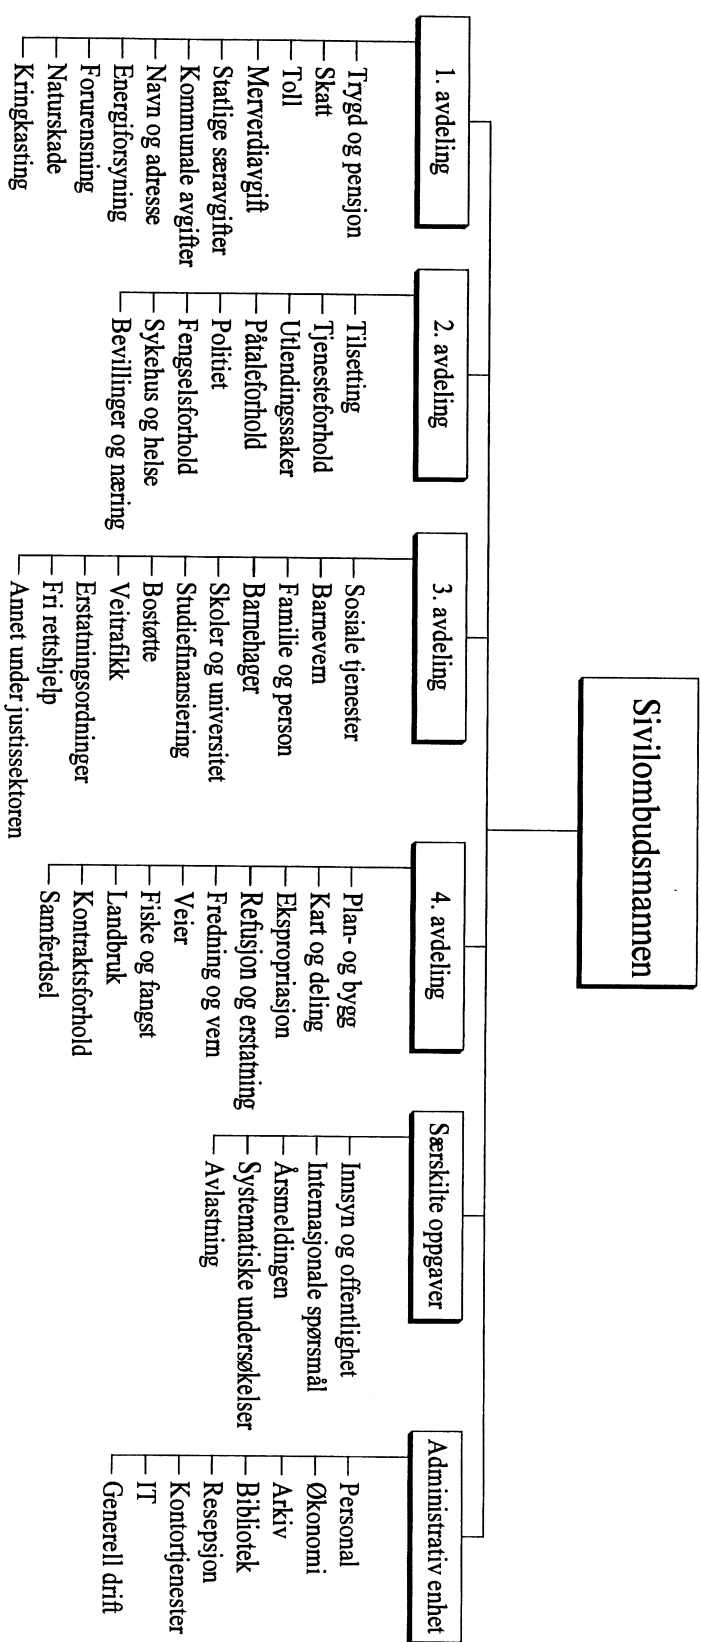 Sivilombudsmannen
1. avdeling
Trygd og pensjon
Skatt
Toll
Merverdiavgift
Statlige særavgifter
Kommunale avgifter
Navn og adresse
Energiforsyning
Forurensning
Naturskade
Kringkasting
2. avdeling
Tilsetting
Tjenesteforhold
Utlendingssaker
Påtaleforhold
Politiet
Fengselsforhold
Sykehus og helse
Bevillinger og næring
3. avdeling
Sosiale tjenester
Barnevern
Familie og person
Barnehager
Skoler og universitet
Studiefinansiering
Bostøtte
Veitrafikk
Erstatningsordninger
Fri rettshjelp
Annet under justissektoren
4. avdeling
Plan- og bygg
Kart og deling
Ekspropriasjon
Refusjon og erstatning
Fredning og vern
Veier
Fiske og fangst
Landbruk
Kontraktsforhold
Samferdsel
Særskilte oppgaver
Innsyn og offentlighet
Internasjonale spørsmål
Årsmeldingen
Systematiske undersøkelser
Avlastning
Administrativ enhet
Personal
Økonomi
Arkiv
Bibliotek
Resepsjon
Kontortjenester
IT
Generell drift